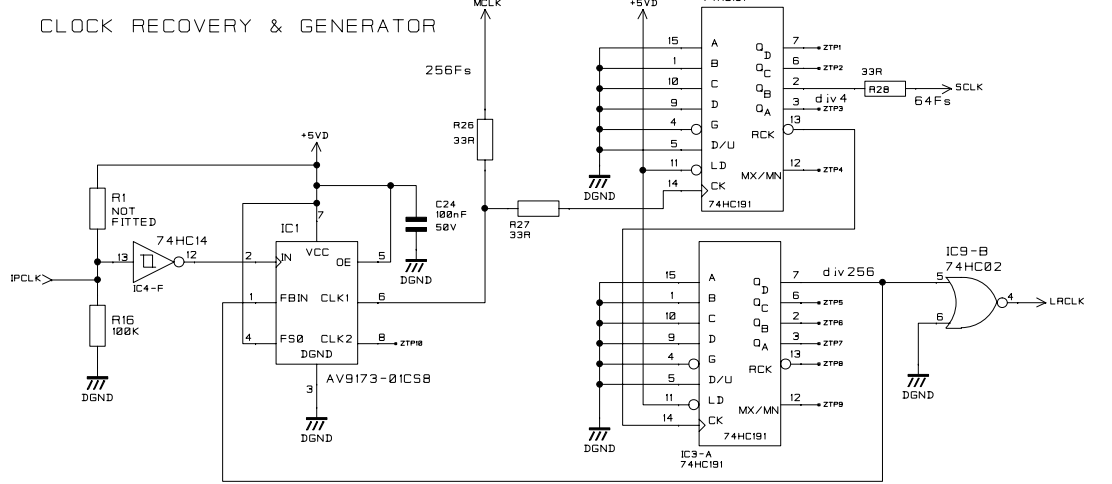 CLOCK RECOVERY & GENERATOR
MCLK
256Fs
R26
33R
+5VD
R27
33R
15 A
1 B
10 C
9 D
4 G
5 D/U
11 LD
14 CK
QD 7 ZTP1
QC 6 ZTP2
QB 2
QA 3 ZTP3
div4
RCK 13
MX/MN 12 ZTP4
74HC191
DGND
33R
R28
SCLK
64Fs
+5VD
R1
NOT
FITTED
74HC14
13
12
IC4-F
IPCLK
R16
100K
DGND
C24
100nF
50V
DGND
IC1
7
VCC
2 IN
OE 5
1 FBIN
CLK1 6
4 FS0
CLK2 8 ZTP10
DGND
AV9173-01CS8
3
DGND
15 A
1 B
10 C
9 D
4 G
5 D/U
11 LD
14 CK
QD 7
div256
QC 6 ZTP5
QB 2 ZTP6
QA 3 ZTP7
RCK 13 ZTP8
MX/MN 12 ZTP9
74HC191
IC3-A
74HC191
DGND
IC9-B
74HC02
5
6
4
LRCLK
DGND